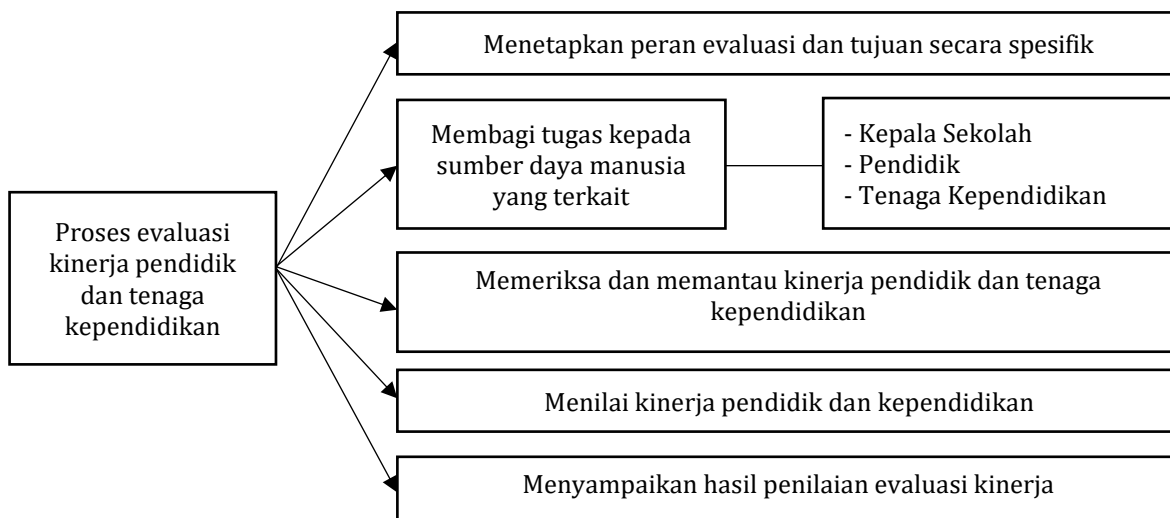 Menetapkan peran evaluasi dan tujuan secara spesifik
Membagi tugas kepada
sumber daya manusia
yang terkait
- Kepala Sekolah
- Pendidik
- Tenaga Kependidikan
Proses evaluasi
kinerja pendidik
dan tenaga
kependidikan
Memeriksa dan memantau kinerja pendidik dan tenaga
kependidikan
Menilai kinerja pendidik dan kependidikan
Menyampaikan hasil penilaian evaluasi kinerja